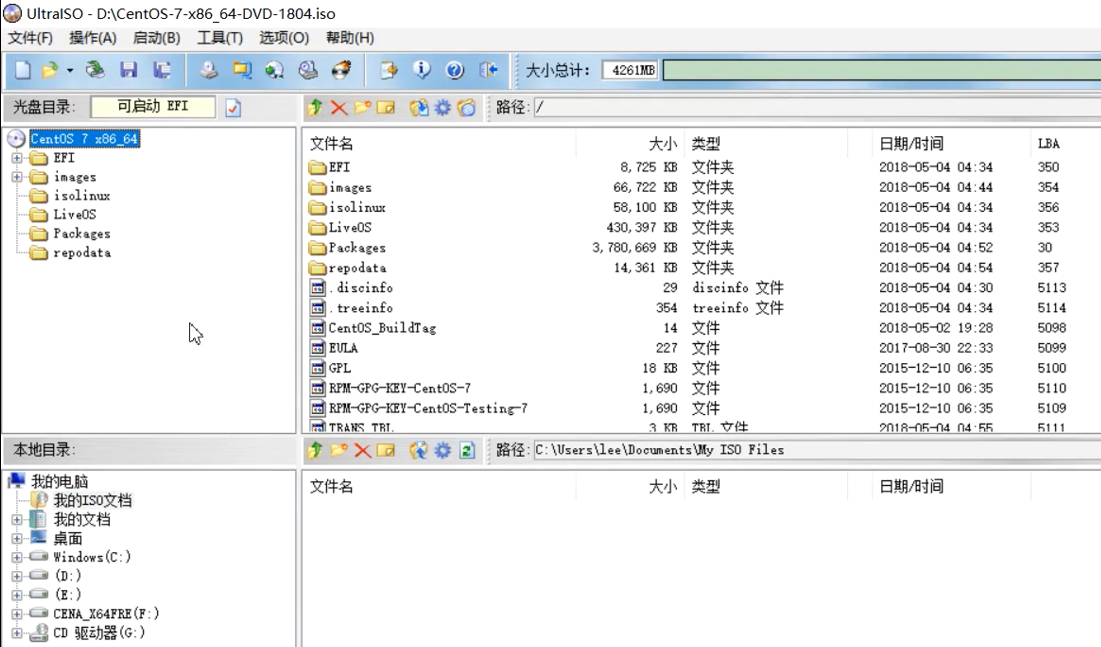 UltraISO - D:\CentOS-7-x86_64-DVD-1804.iso
文件(F) 操作(A) 启动(B) 工具(T) 选项(O) 帮助(H)
大小总计: 4261MB
光盘目录: 可启动 EFI 路径: /
CentOS 7 x86_64
EFI
images
isolinux
LiveOS
Packages
repodata
文件名 大小 类型 日期/时间 LBA
EFI 8,725 KB 文件夹 2018-05-04 04:34 350
images 66,722 KB 文件夹 2018-05-04 04:44 354
isolinux 58,100 KB 文件夹 2018-05-04 04:34 356
LiveOS 430,397 KB 文件夹 2018-05-04 04:34 353
Packages 3,780,669 KB 文件夹 2018-05-04 04:52 30
repodata 14,361 KB 文件夹 2018-05-04 04:54 357
.discinfo 29 discinfo 文件 2018-05-04 04:30 5113
.treeinfo 354 treeinfo 文件 2018-05-04 04:34 5114
CentOS_BuildTag 14 文件 2018-05-02 19:28 5098
EULA 227 文件 2017-08-30 22:33 5099
GPL 18 KB 文件 2015-12-10 06:35 5100
RPM-GPG-KEY-CentOS-7 1,690 文件 2015-12-10 06:35 5110
RPM-GPG-KEY-CentOS-Testing-7 1,690 文件 2015-12-10 06:35 5109
TRANS.TBL 3 KB TBL 文件 2018-05-04 04:55 5111
本地目录: 路径: C:\Users\lee\Documents\My ISO Files
我的电脑
我的ISO文档
我的文档
桌面
Windows(C:)
(D:)
(E:)
CENA_X64FRE(F:)
CD 驱动器(G:)
文件名 大小 类型 日期/时间